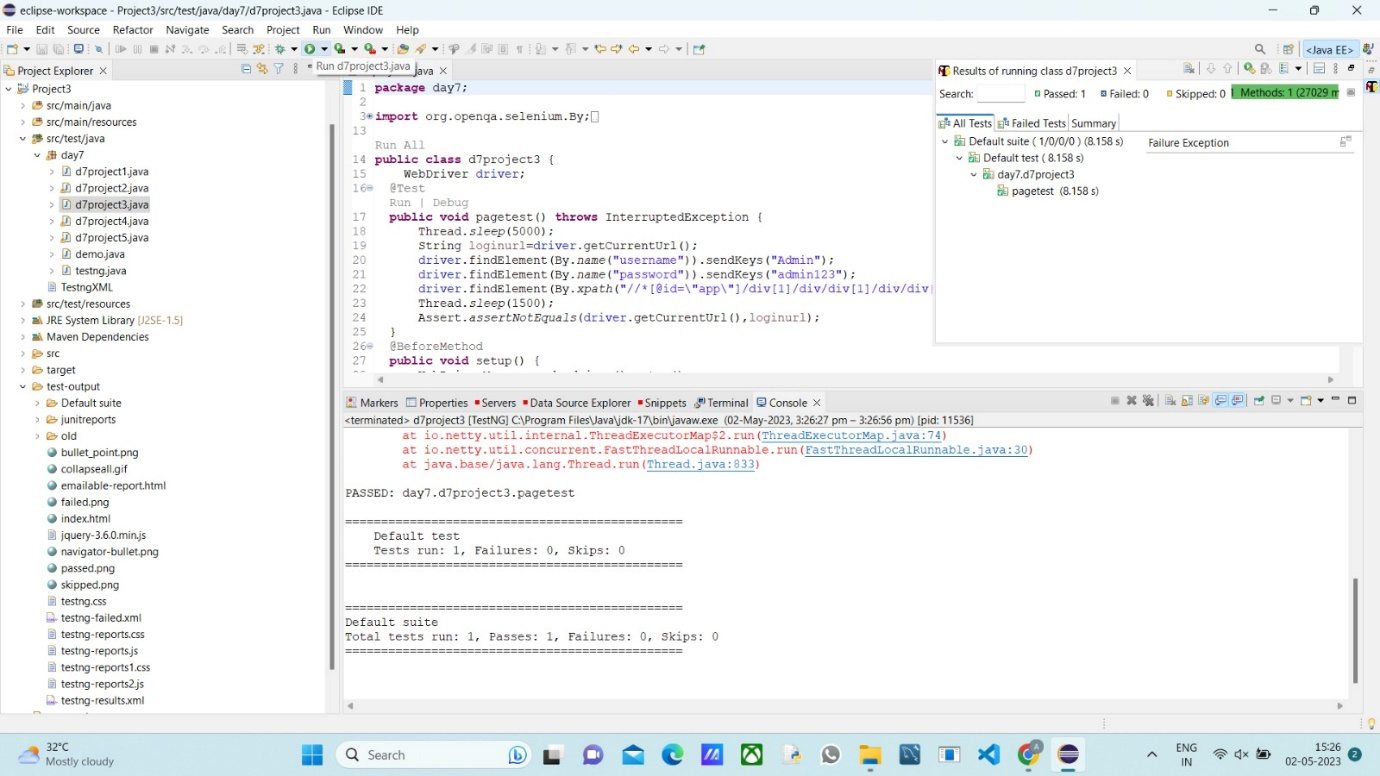 eclipse-workspace - Project3/src/test/java/day7/d7project3.java - Eclipse IDE
File Edit Source Refactor Navigate Search Project Run Window Help
<Java EE>
Project Explorer
Run d7project3.java
java
Project3
src/main/java
src/main/resources
src/test/java
day7
d7project1.java
d7project2.java
d7project3.java
d7project4.java
d7project5.java
demo.java
testng.java
TestngXML
src/test/resources
JRE System Library [J2SE-1.5]
Maven Dependencies
src
target
test-output
Default suite
junitreports
old
bullet_point.png
collapseall.gif
emailable-report.html
failed.png
index.html
jquery-3.6.0.min.js
navigator-bullet.png
passed.png
skipped.png
testng.css
testng-failed.xml
testng-reports.css
testng-reports.js
testng-reports1.css
testng-reports2.js
testng-results.xml
1 package day7;
2
3 import org.openqa.selenium.By;
13
Run All
14 public class d7project3 {
15 WebDriver driver;
16 @Test
Run | Debug
17 public void pagetest() throws InterruptedException {
18 Thread.sleep(5000);
19 String loginurl=driver.getCurrentUrl();
20 driver.findElement(By.name("username")).sendKeys("Admin");
21 driver.findElement(By.name("password")).sendKeys("admin123");
22 driver.findElement(By.xpath("//*[@id=\"app\"]/div[1]/div/div[1]/div/div[
23 Thread.sleep(1500);
24 Assert.assertNotEquals(driver.getCurrentUrl(),loginurl);
25 }
26 @BeforeMethod
27 public void setup() {
Results of running class d7project3
Search: Passed: 1 Failed: 0 Skipped: 0 Methods: 1 (27029 m
All Tests Failed Tests Summary
Default suite ( 1/0/0/0 ) (8.158 s)
Default test ( 8.158 s)
day7.d7project3
pagetest (8.158 s)
Failure Exception
Markers Properties Servers Data Source Explorer Snippets Terminal Console
<terminated> d7project3 [TestNG] C:\Program Files\Java\jdk-17\bin\javaw.exe (02-May-2023, 3:26:27 pm – 3:26:56 pm) [pid: 11536]
at io.netty.util.internal.ThreadExecutorMap$2.run(ThreadExecutorMap.java:74)
at io.netty.util.concurrent.FastThreadLocalRunnable.run(FastThreadLocalRunnable.java:30)
at java.base/java.lang.Thread.run(Thread.java:833)
PASSED: day7.d7project3.pagetest
===============================================
Default test
Tests run: 1, Failures: 0, Skips: 0
===============================================
===============================================
Default suite
Total tests run: 1, Passes: 1, Failures: 0, Skips: 0
===============================================
32°C
Mostly cloudy
Search
ENG
IN
15:26
02-05-2023
2